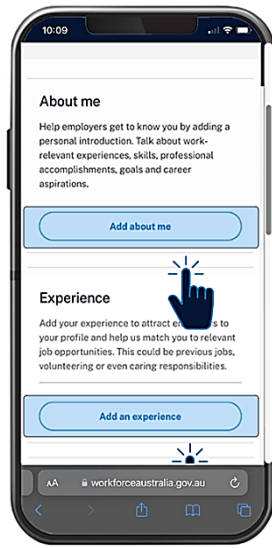 10:09
About me
Help employers get to know you by adding a
personal introduction. Talk about work-
relevant experiences, skills, professional
accomplishments, goals and career
aspirations.
Add about me
Experience
Add your experience to attract to
your profile and help us match you to relevant
job opportunities. This could be previous jobs,
volunteering or even caring responsibilities.
Add an experience
AA workforceaustralia.gov.au